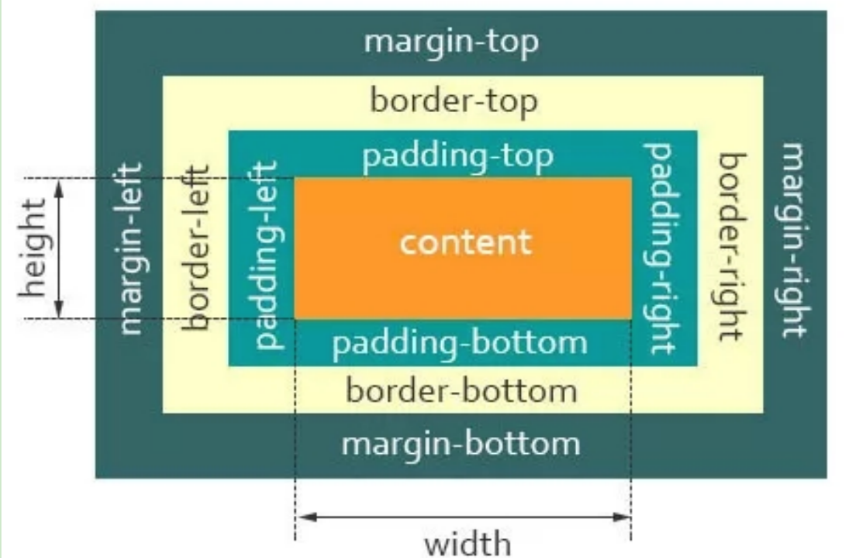 margin-top
border-top
padding-top
height
margin-left
border-left
padding-left
content
padding-right
border-right
margin-right
padding-bottom
border-bottom
margin-bottom
width